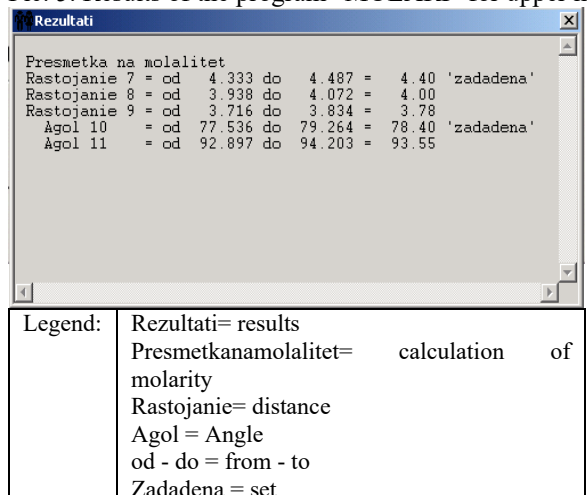 Rezultati
Presmetka na molalitet
Rastojanie 7 = od 4.333 do 4.487 = 4.40 'zadadena'
Rastojanie 8 = od 3.938 do 4.072 = 4.00
Rastojanie 9 = od 3.716 do 3.834 = 3.78
Agol 10 = od 77.536 do 79.264 = 78.40 'zadadena'
Agol 11 = od 92.897 do 94.203 = 93.55
Legend: Rezultati= results
Presmetkanamolalitet= calculation of
molarity
Rastojanie= distance
Agol = Angle
od - do = from - to
Zadadena = set